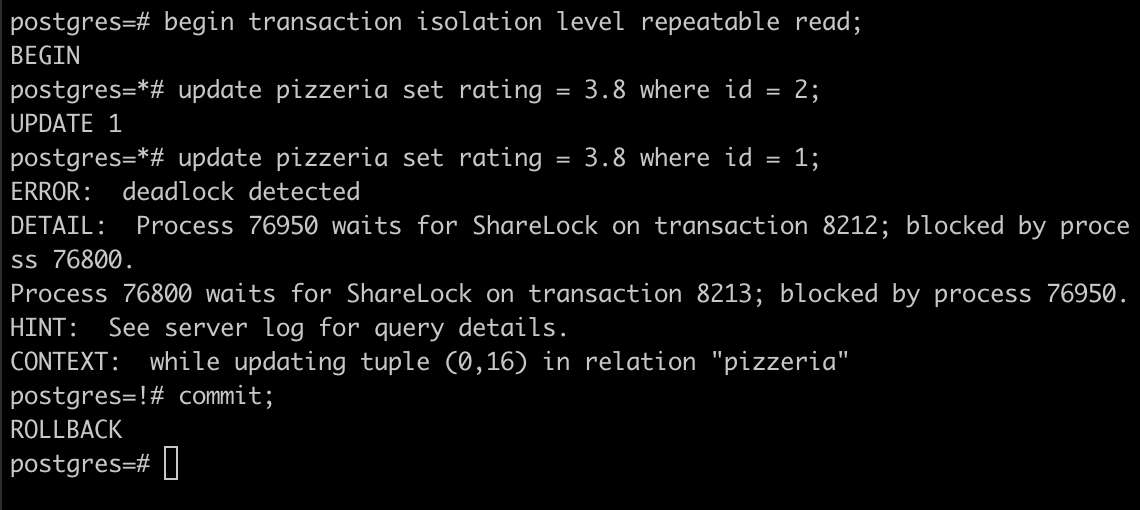 postgres=# begin transaction isolation level repeatable read;
BEGIN
postgres=*# update pizzeria set rating = 3.8 where id = 2;
UPDATE 1
postgres=*# update pizzeria set rating = 3.8 where id = 1;
ERROR:  deadlock detected
DETAIL:  Process 76950 waits for ShareLock on transaction 8212; blocked by proce
ss 76800.
Process 76800 waits for ShareLock on transaction 8213; blocked by process 76950.
HINT:  See server log for query details.
CONTEXT:  while updating tuple (0,16) in relation "pizzeria"
postgres=!# commit;
ROLLBACK
postgres=#